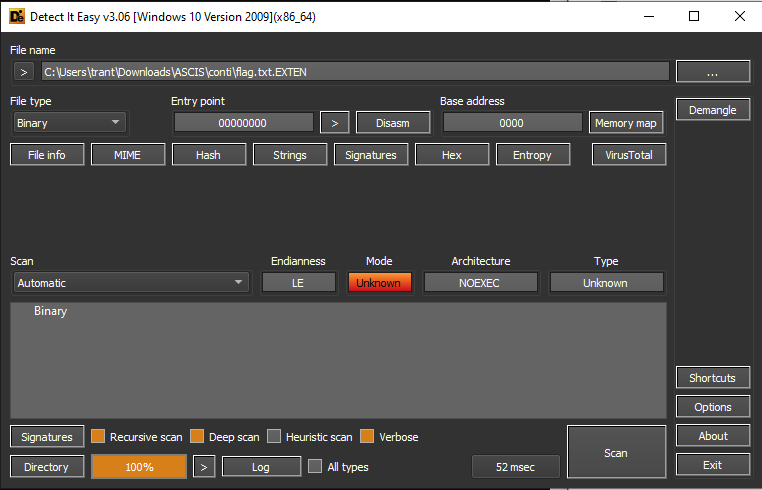 Detect It Easy v3.06 [Windows 10 Version 2009](x86_64)
File name
> C:\Users\trant\Downloads\ASCIS\conti\flag.txt.EXTEN ...
File type Entry point Base address
Binary 00000000 > Disasm 0000 Memory map Demangle
File info MIME Hash Strings Signatures Hex Entropy VirusTotal
Scan Endianness Mode Architecture Type
Automatic LE Unknown NOEXEC Unknown
Binary
Shortcuts
Options
Signatures Recursive scan Deep scan Heuristic scan Verbose Scan About
Directory 100% > Log All types 52 msec Exit